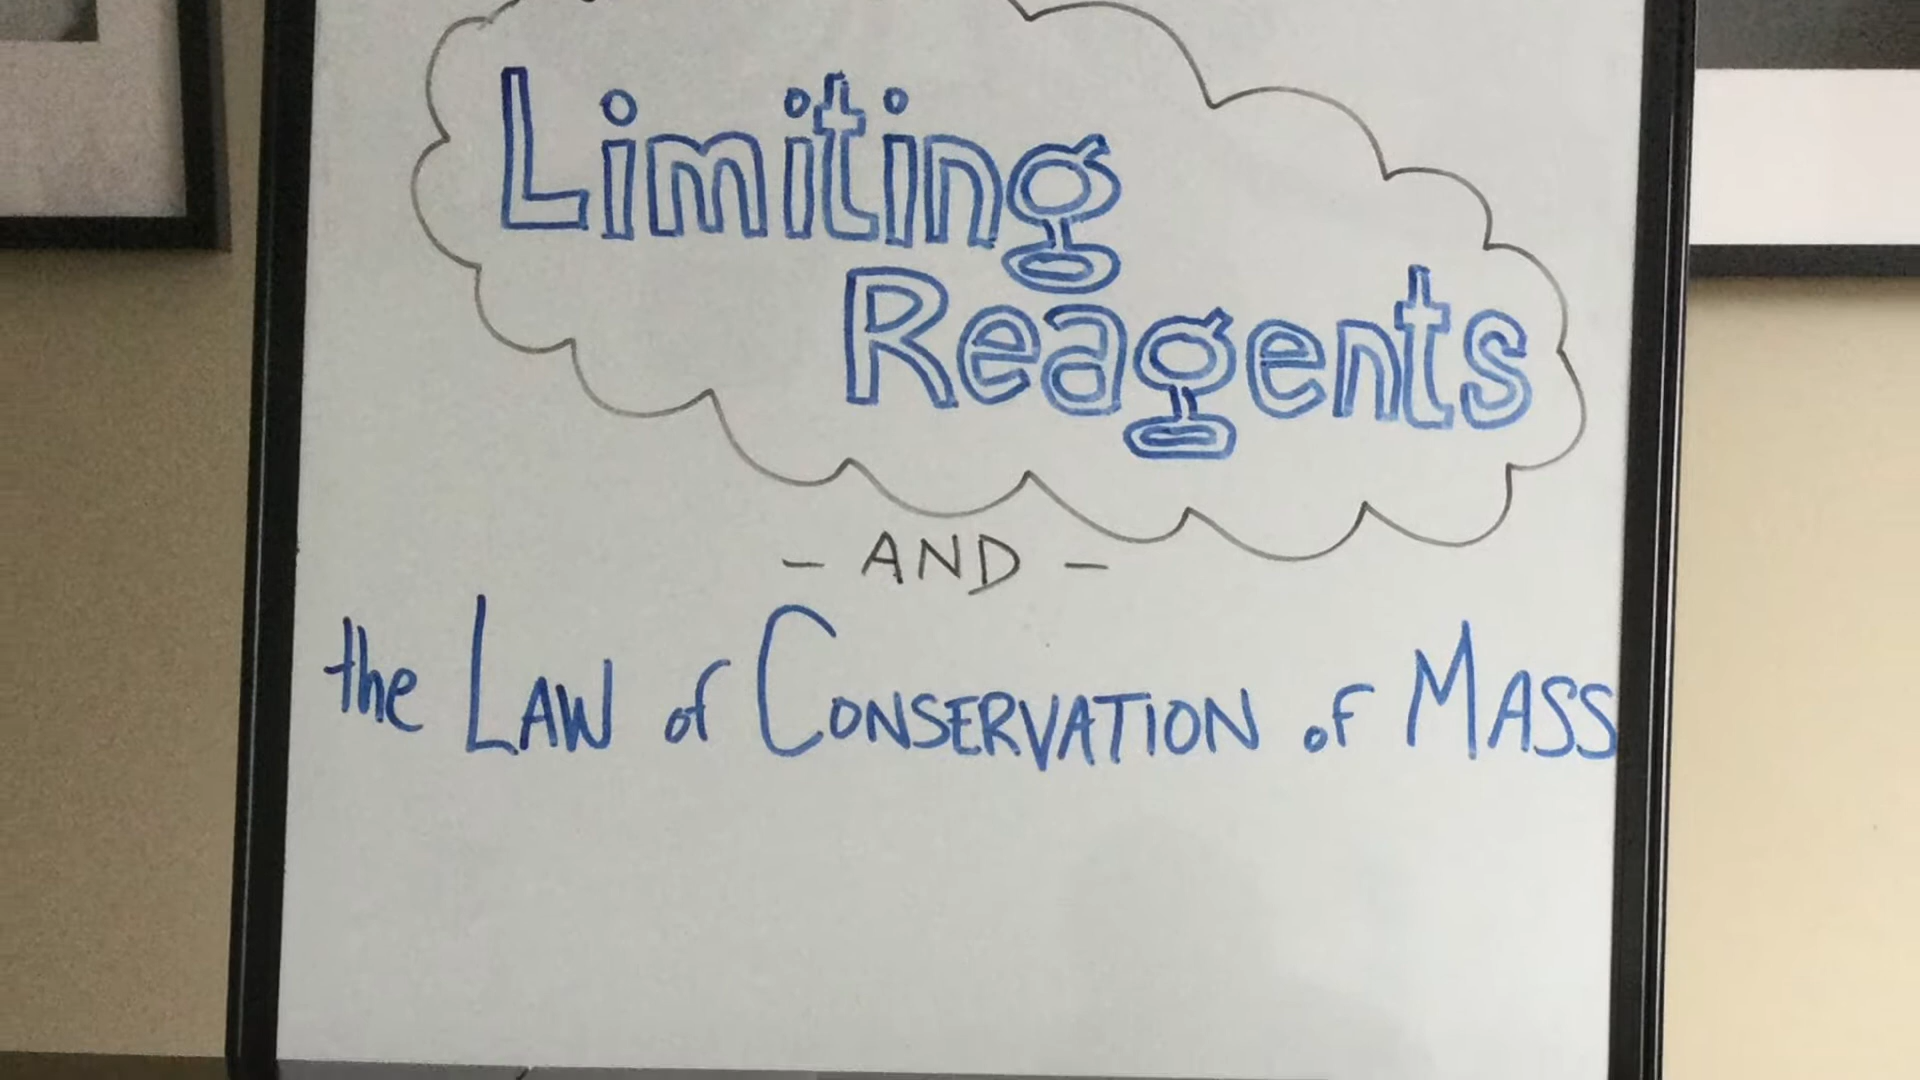 Limiting
Reagents
- AND -
the LAW of CONSERVATION of MASS